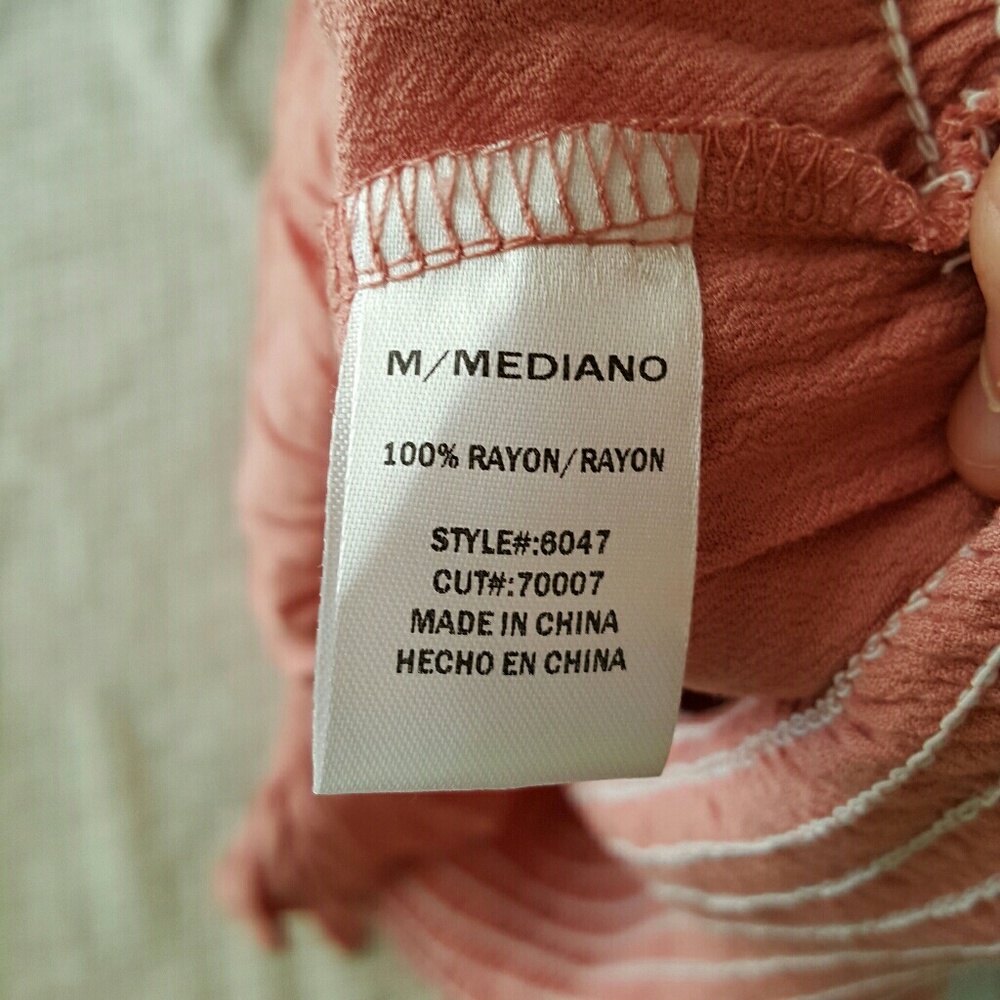 M/MEDIANO
100% RAYON/RAYON
STYLE#:6047
CUT#:70007
MADE IN CHINA
HECHO EN CHINA